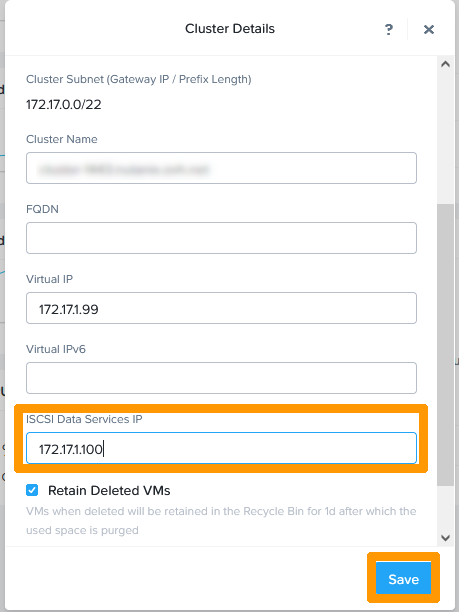 Cluster Details
?
Cluster Subnet (Gateway IP / Prefix Length)
172.17.0.0/22
Cluster Name
FQDN
Virtual IP
172.17.1.99
Virtual IPv6
ISCSI Data Services IP
172.17.1.100
Retain Deleted VMs
VMs when deleted will be retained in the Recycle Bin for 1d after which the
used space is purged
Save